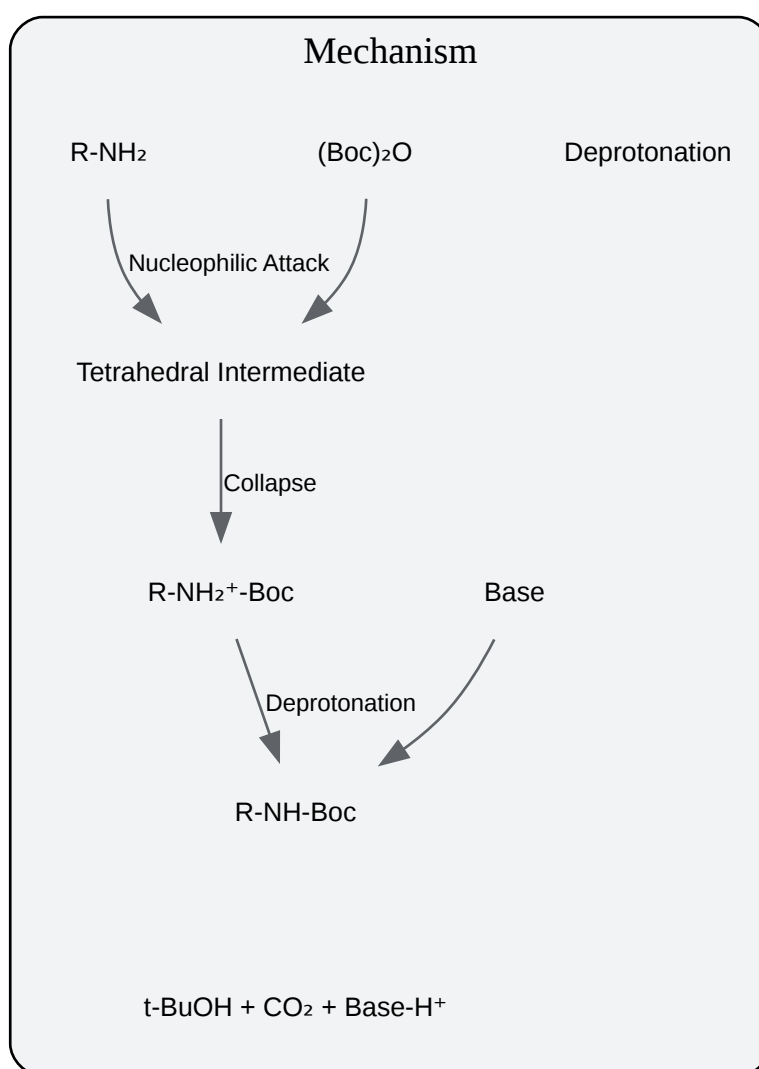 Mechanism
R-NH₂ (Boc)₂O Deprotonation
Nucleophilic Attack
Tetrahedral Intermediate
Collapse
R-NH₂⁺-Boc Base
Deprotonation
R-NH-Boc
t-BuOH + CO₂ + Base-H⁺